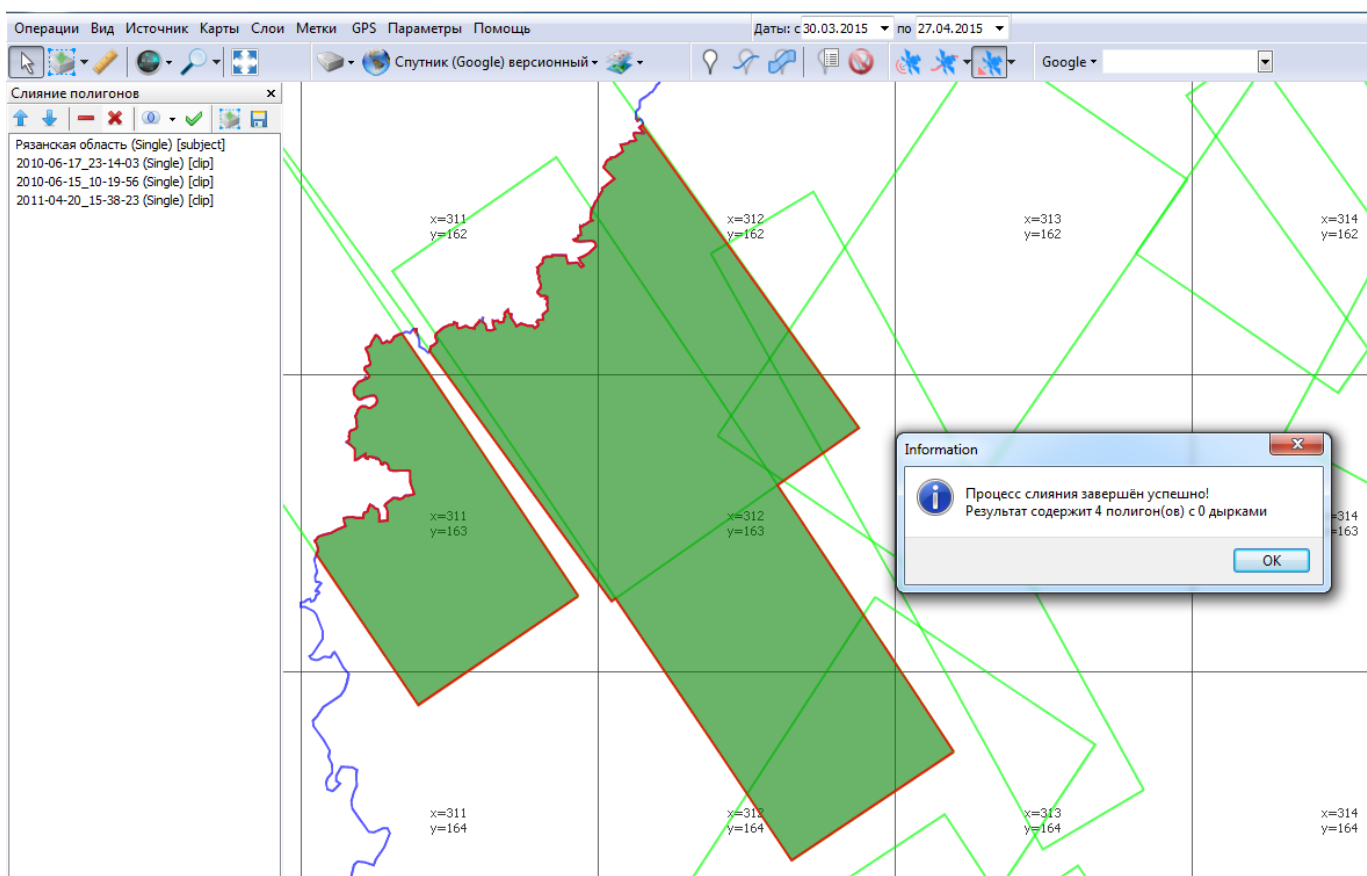 Операции Вид Источник Карты Слои Метки GPS Параметры Помощь Даты: с 30.03.2015 по 27.04.2015
Спутник (Google) версионный Google
Слияние полигонов x
Рязанская область (Single) [subject]
2010-06-17_23-14-03 (Single) [clip]
2010-06-15_10-19-56 (Single) [clip]
2011-04-20_15-38-23 (Single) [clip]
x=311 x=312 x=313 x=314
y=162 y=162 y=162 y=162
Information
Процесс слияния завершён успешно!
Результат содержит 4 полигон(ов) с 0 дырками
OK
x=311 x=312 =314
y=163 y=163 =163
x=311 x=312 x=313 x=314
y=164 y=164 y=164 y=164